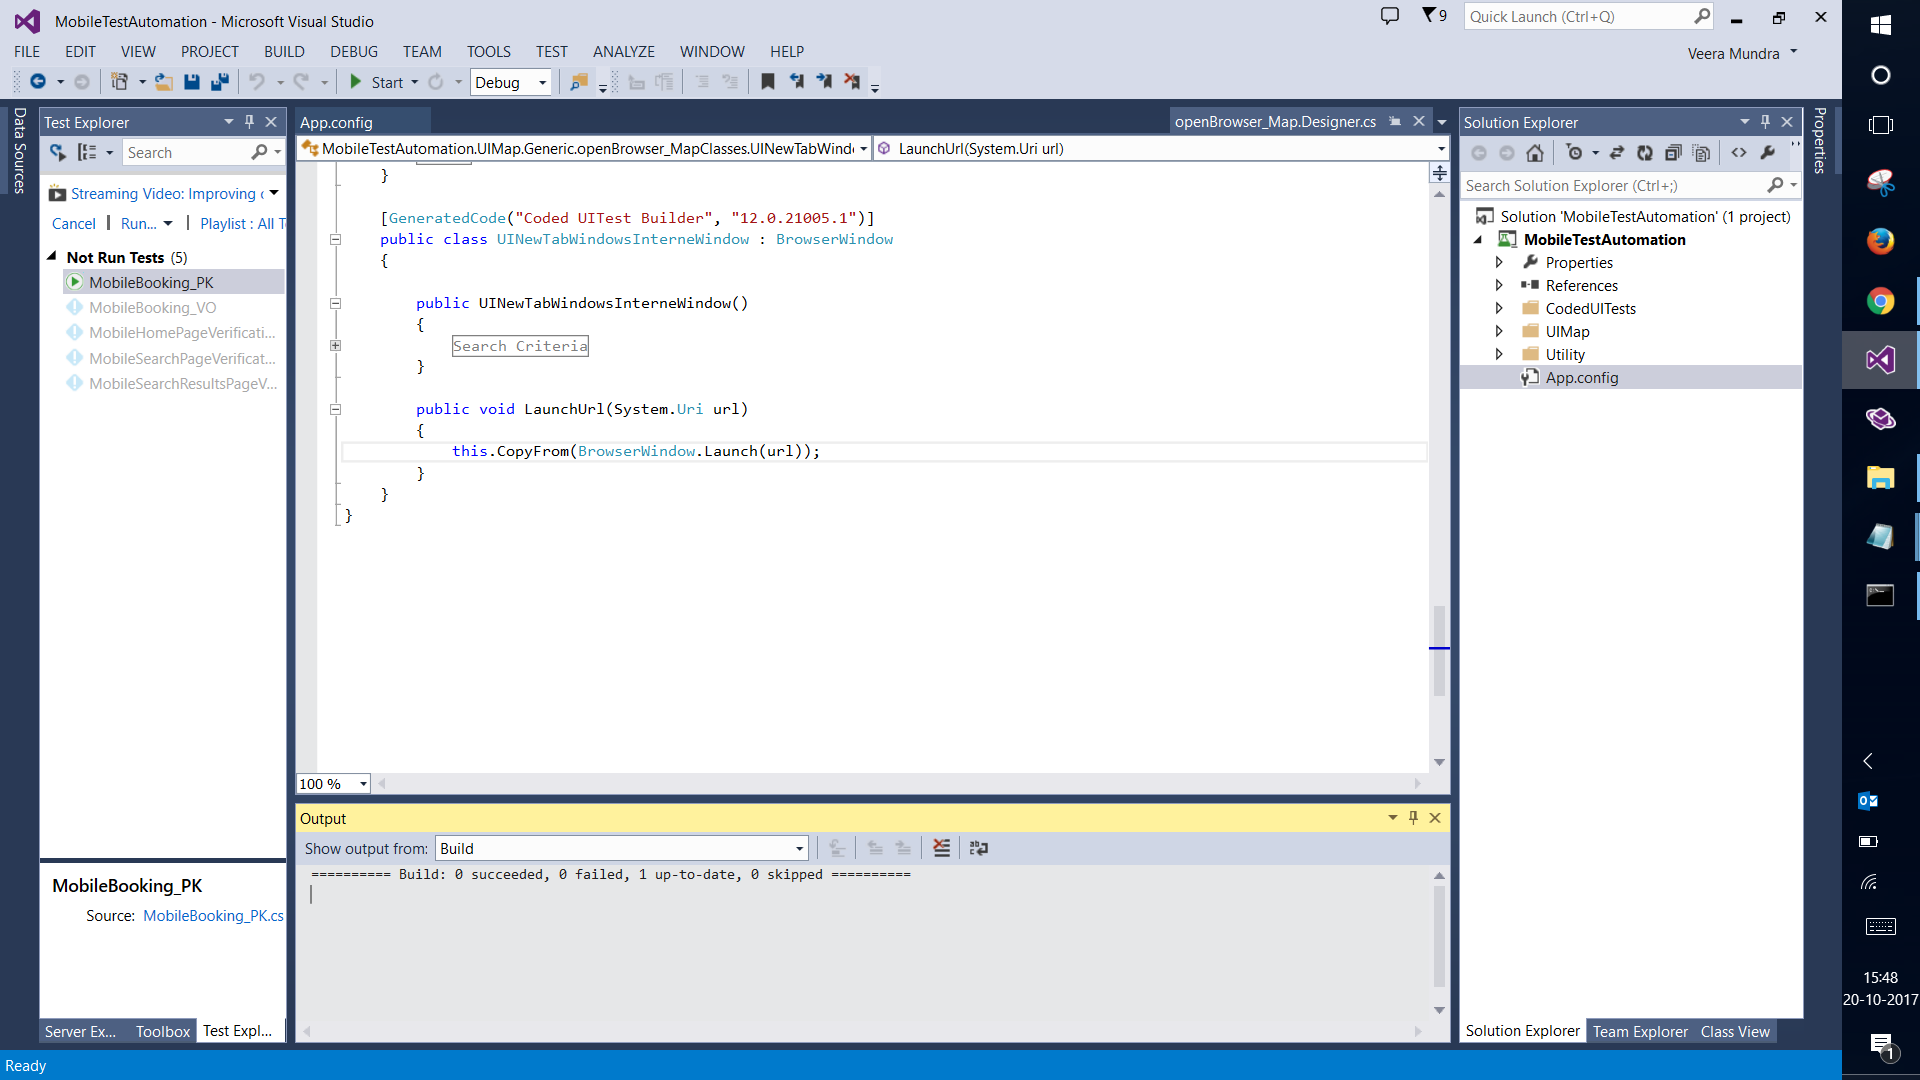 MobileTestAutomation - Microsoft Visual Studio
9
Quick Launch (Ctrl+Q)
FILE EDIT VIEW PROJECT BUILD DEBUG TEAM TOOLS TEST ANALYZE WINDOW HELP
Veera Mundra
Start
Debug
Data Sources
Test Explorer
Search
Streaming Video: Improving
Cancel
Run...
Playlist : All T
Not Run Tests (5)
MobileBooking_PK
MobileBooking_VO
MobileHomePageVerificati...
MobileSearchPageVerificat...
MobileSearchResultsPageV...
MobileBooking_PK
Source: MobileBooking_PK.cs
Server Ex...
Toolbox
Test Expl...
App.config
openBrowser_Map.Designer.cs
MobileTestAutomation.UIMap.Generic.openBrowser_MapClasses.UINewTabWind
LaunchUrl(System.Uri url)
}
[GeneratedCode("Coded UITest Builder", "12.0.21005.1")]
public class UINewTabWindowsInterneWindow : BrowserWindow
{
public UINewTabWindowsInterneWindow()
{
Search Criteria
}
public void LaunchUrl(System.Uri url)
{
this.CopyFrom(BrowserWindow.Launch(url));
}
}
}
100 %
Output
Show output from: Build
========== Build: 0 succeeded, 0 failed, 1 up-to-date, 0 skipped ==========
Solution Explorer
Search Solution Explorer (Ctrl+;)
Solution 'MobileTestAutomation' (1 project)
MobileTestAutomation
Properties
References
CodedUITests
UIMap
Utility
App.config
Solution Explorer
Team Explorer
Class View
Properties
15:48
20-10-2017
1
Ready